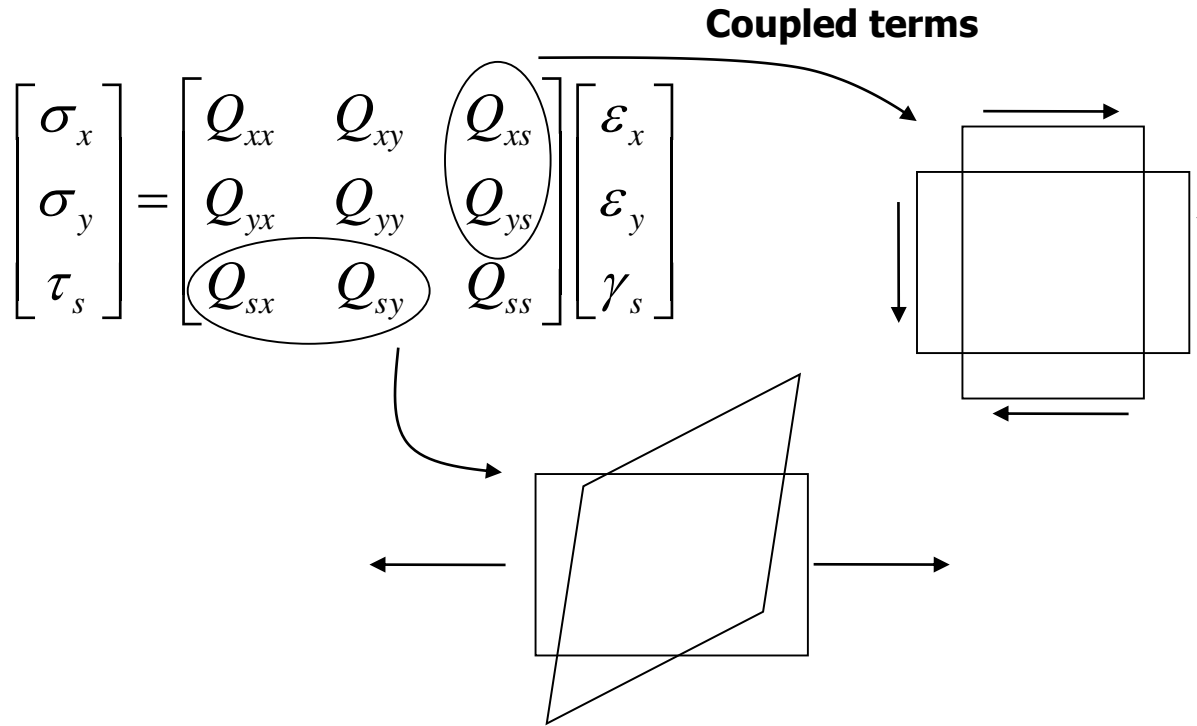 Coupled terms
σx Qxx Qxy Qxs εx
σy = Qyx Qyy Qys εy
τs Qsx Qsy Qss γs